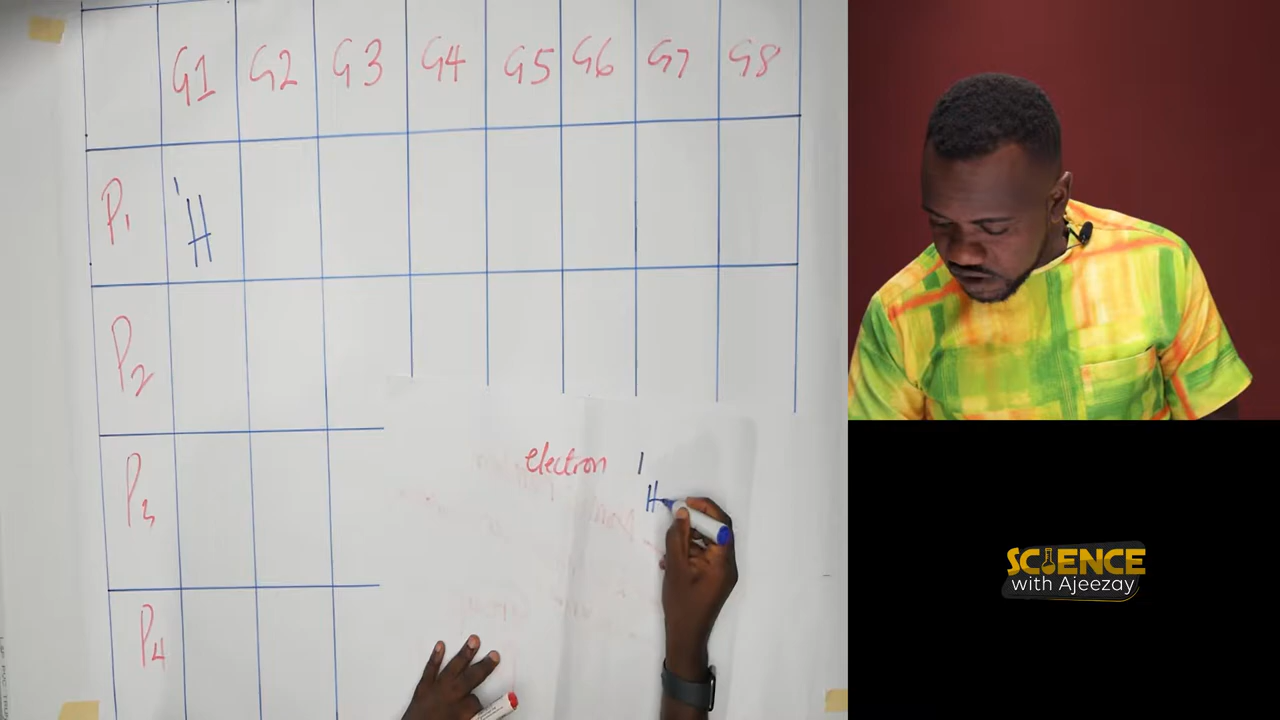 G1 G2 G3 G4 G5 G6 G7 G8
P1
1
H
P2
P3
electron 1
H
P4
SCIENCE
with Ajeezay